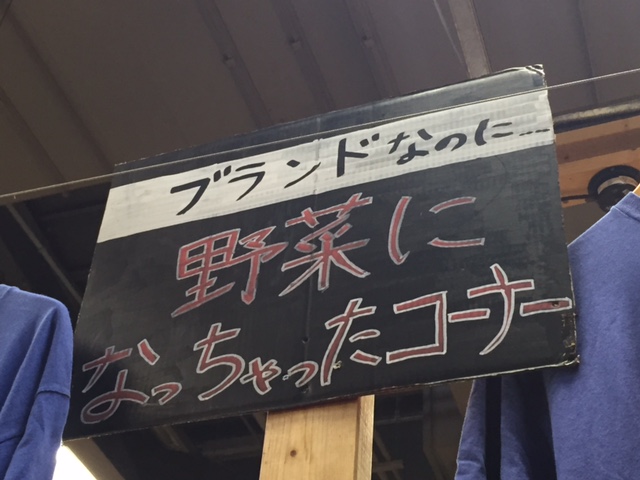 ブランドなのに...
野菜に
なっちゃったコーナー